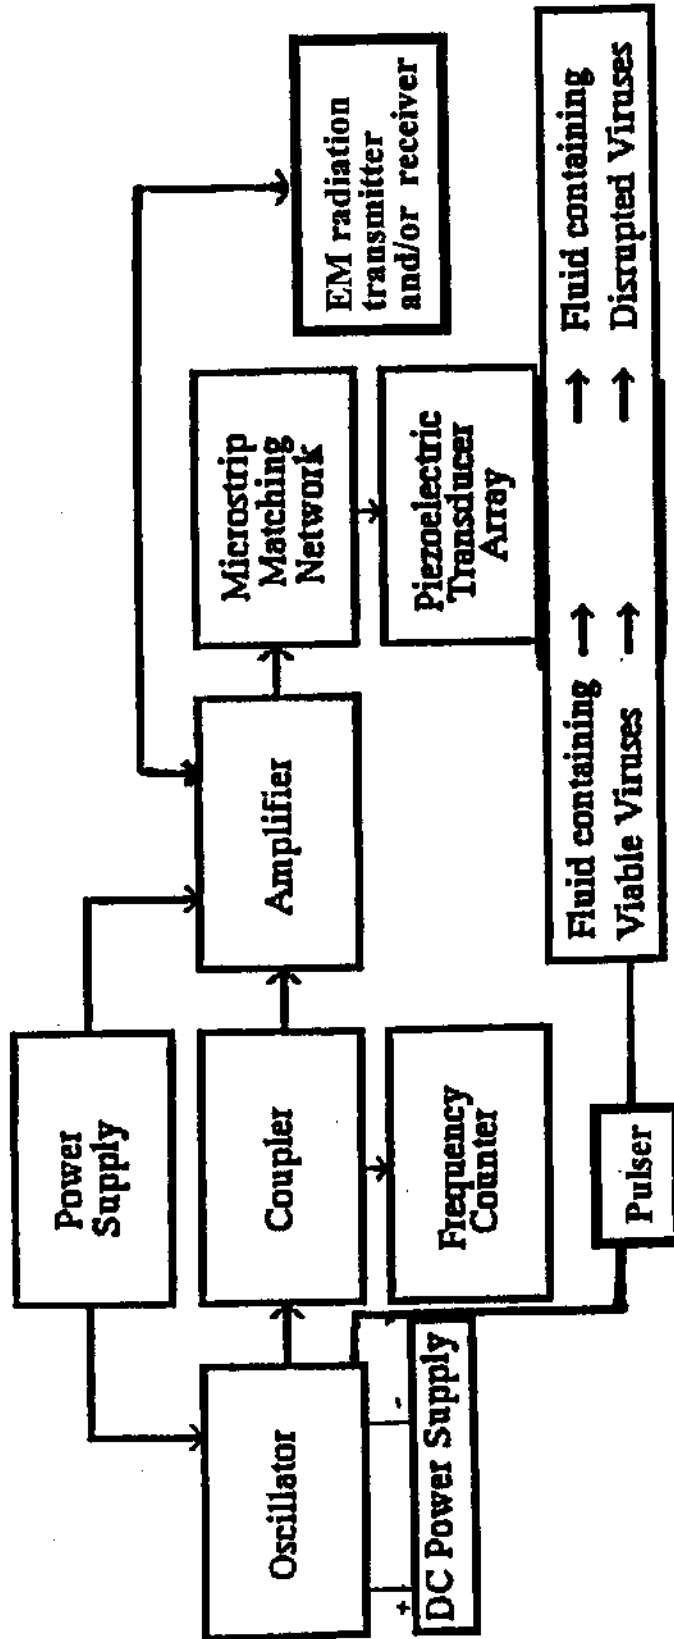 Power
Supply
Oscillator
Coupler
Amplifier
Microstrip
Matching
Network
EM radiation
transmitter
and/or receiver
+
-
DC Power Supply
Frequency
Counter
Piezoelectric
Transducer
Array
Pulser
Fluid containing
Viable Viruses
Fluid containing
Disrupted Viruses